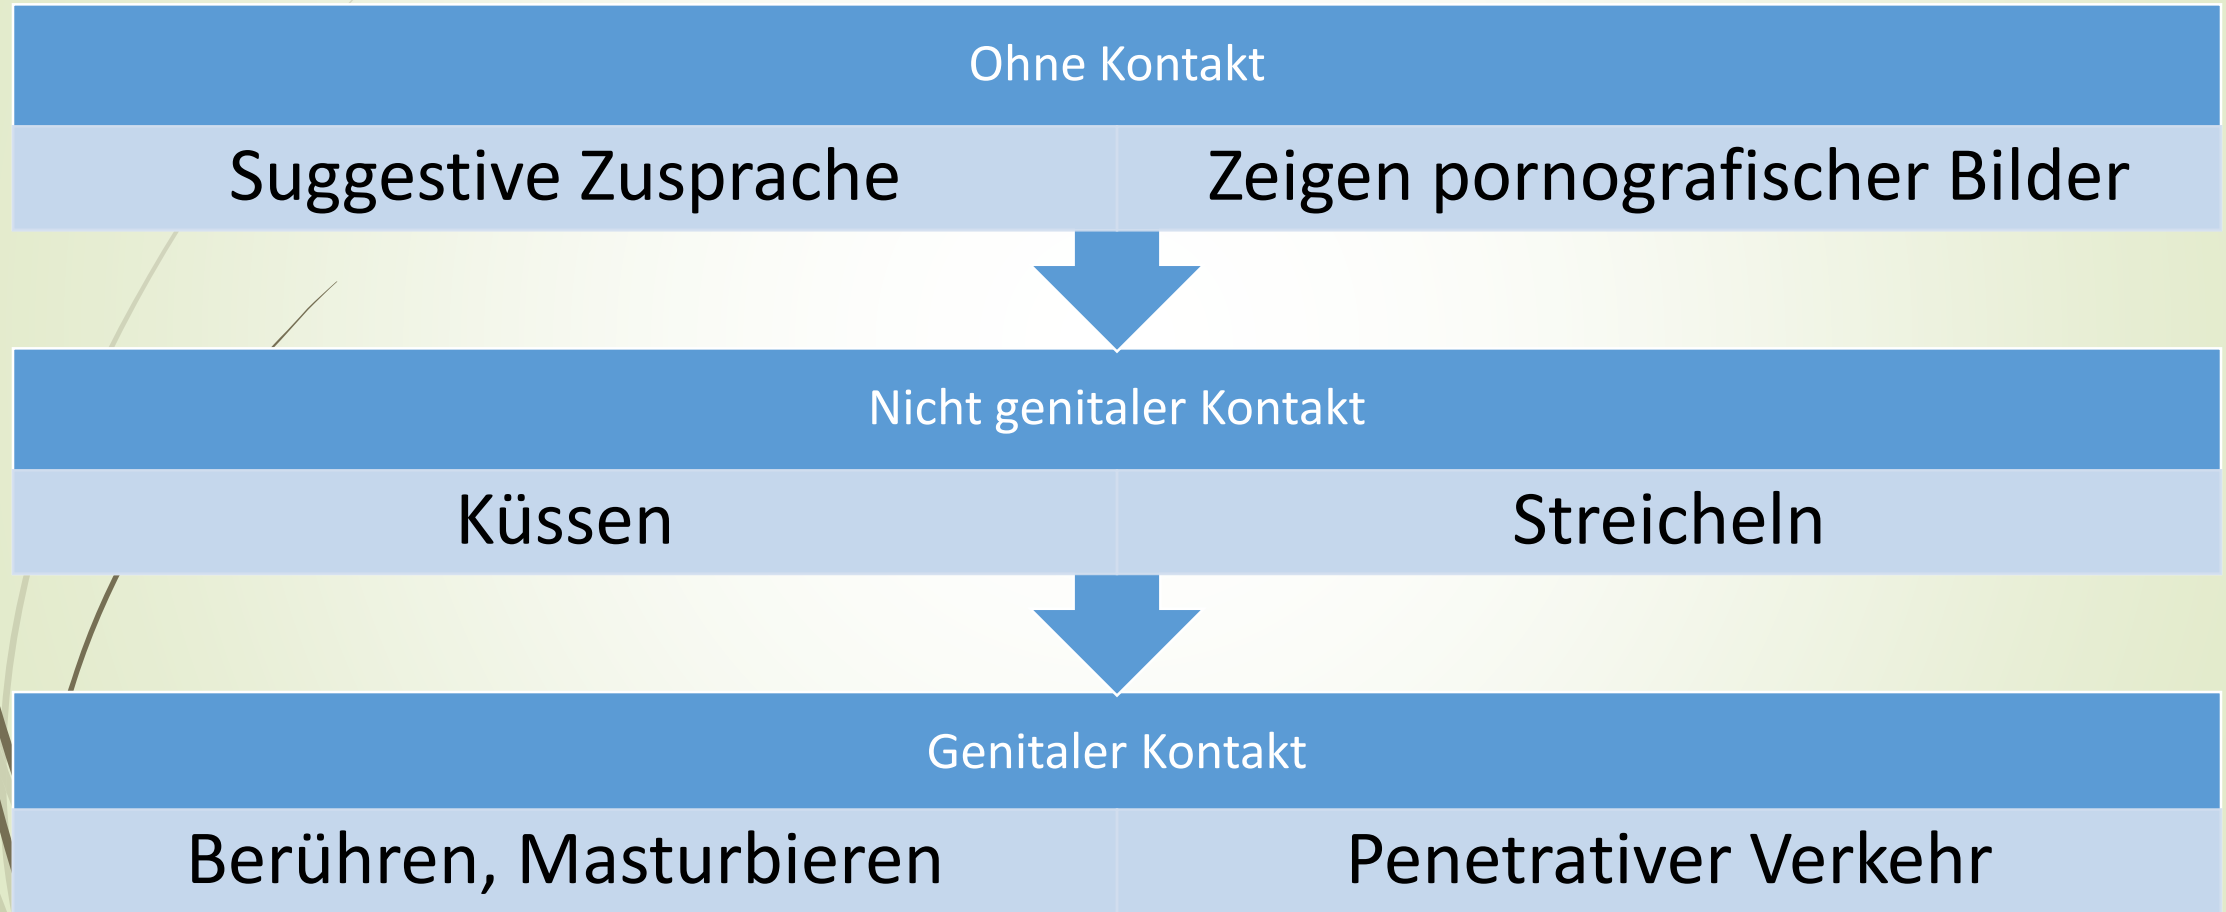 Ohne Kontakt
Suggestive Zusprache
Zeigen pornografischer Bilder
Nicht genitaler Kontakt
Küssen
Streicheln
Genitaler Kontakt
Berühren, Masturbieren
Penetrativer Verkehr